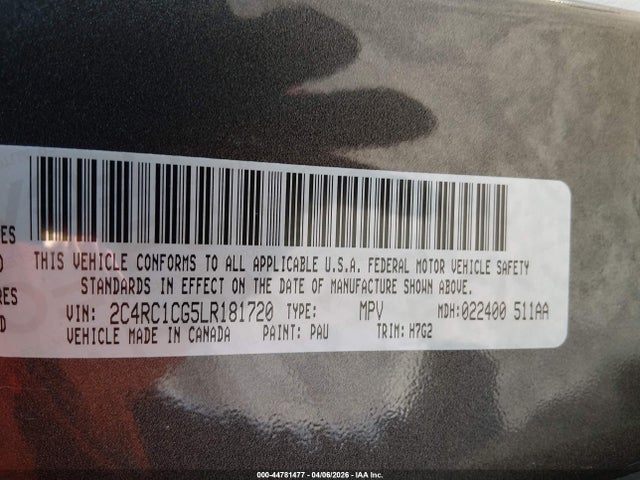 ES
THIS VEHICLE CONFORMS TO ALL APPLICABLE U.S.A. FEDERAL MOTOR VEHICLE SAFETY
STANDARDS IN EFFECT ON THE DATE OF MANUFACTURE SHOWN ABOVE.
RES
VIN: 2C4RC1CG5LR181720 TYPE: MPV MDH:022400 511AA
D VEHICLE MADE IN CANADA PAINT: PAU TRIM: H7G2
000-44781477 - 04/06/2026 - IAA Inc.